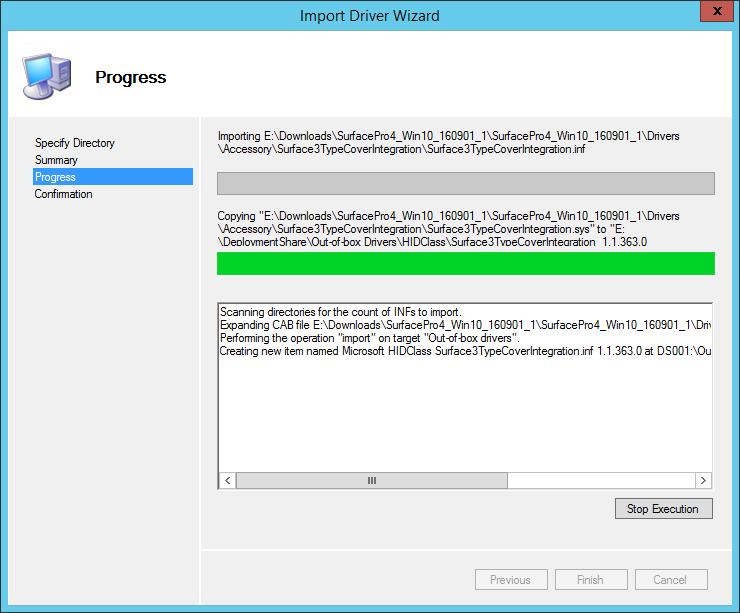 Import Driver Wizard
x
Progress
Specify Directory
Summary
Progress
Confirmation
Importing E:\Downloads\SurfacePro4_Win10_160901_1\SurfacePro4_Win10_160901_1\Drivers
\Accessory\Surface3TypeCoverIntegration\Surface3TypeCoverIntegration.inf
Copying "E:\Downloads\SurfacePro4_Win10_160901_1\SurfacePro4_Win10_160901_1\Drivers
\Accessory\Surface3TypeCoverIntegration\Surface3TypeCoverIntegration.sys" to "E:
\DeploymentShare\Out-of-box Drivers\HIDClass\Surface3TypeCoverIntegration 1.1.363.0
Scanning directories for the count of INFs to import.
Expanding CAB file E:\Downloads\SurfacePro4_Win10_160901_1\SurfacePro4_Win10_160901_1\Driv
Performing the operation "import" on target "Out-of-box drivers".
Creating new item named Microsoft HIDClass Surface3TypeCoverIntegration.inf 1.1.363.0 at DS001:\Ou
Stop Execution
Previous
Finish
Cancel